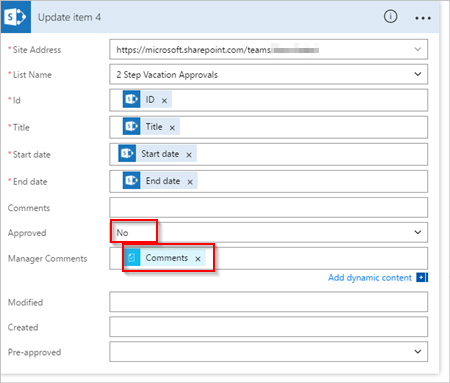 Update item 4
* Site Address https://microsoft.sharepoint.com/teams
* List Name 2 Step Vacation Approvals
* Id ID x
* Title Title x
* Start date Start date x
* End date End date x
Comments
Approved No
Manager Comments Comments x
Add dynamic content
Modified
Created
Pre-approved